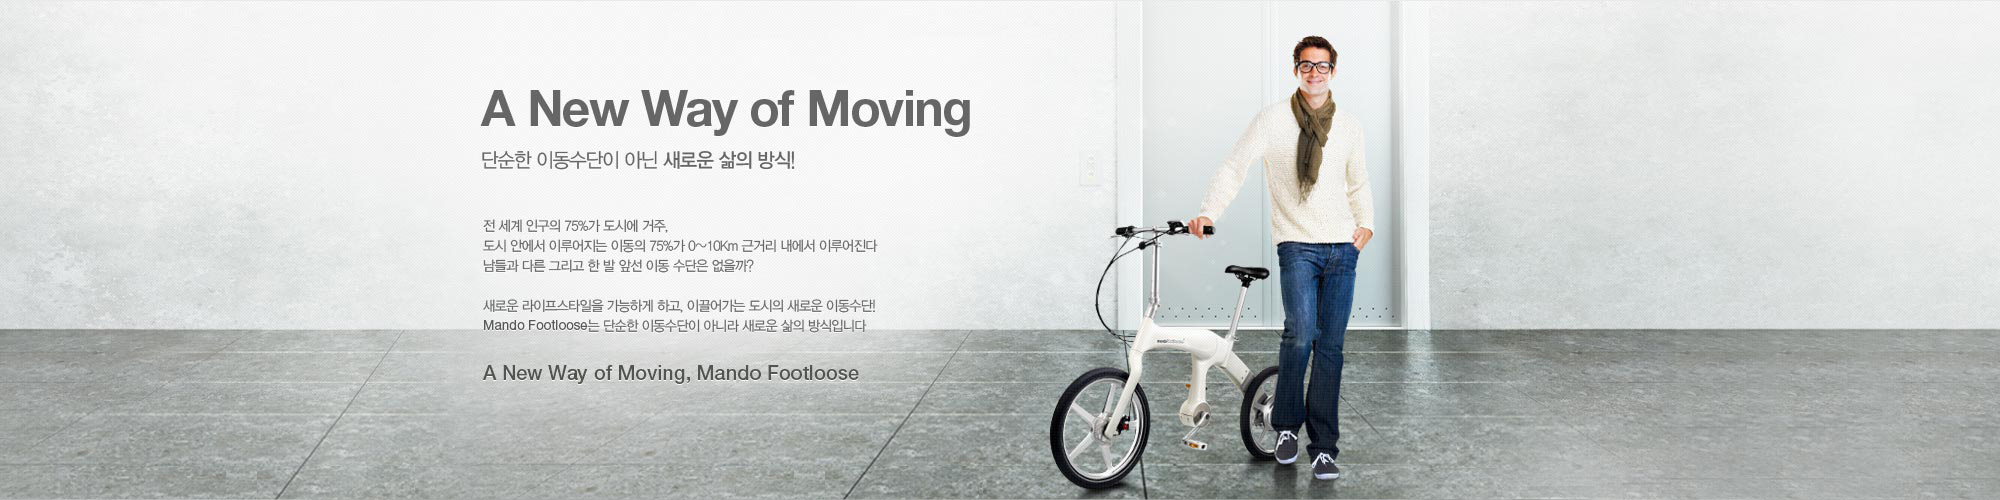 A New Way of Moving
단순한 이동수단이 아닌 새로운 삶의 방식!
전 세계 인구의 75%가 도시에 거주,
도시 안에서 이루어지는 이동의 75%가 0~10Km 근거리 내에서 이루어진다
남들과 다른 그리고 한 발 앞선 이동 수단은 없을까?
새로운 라이프스타일을 가능하게 하고, 이끌어가는 도시의 새로운 이동수단!
Mando Footloose는 단순한 이동수단이 아니라 새로운 삶의 방식입니다
A New Way of Moving, Mando Footloose